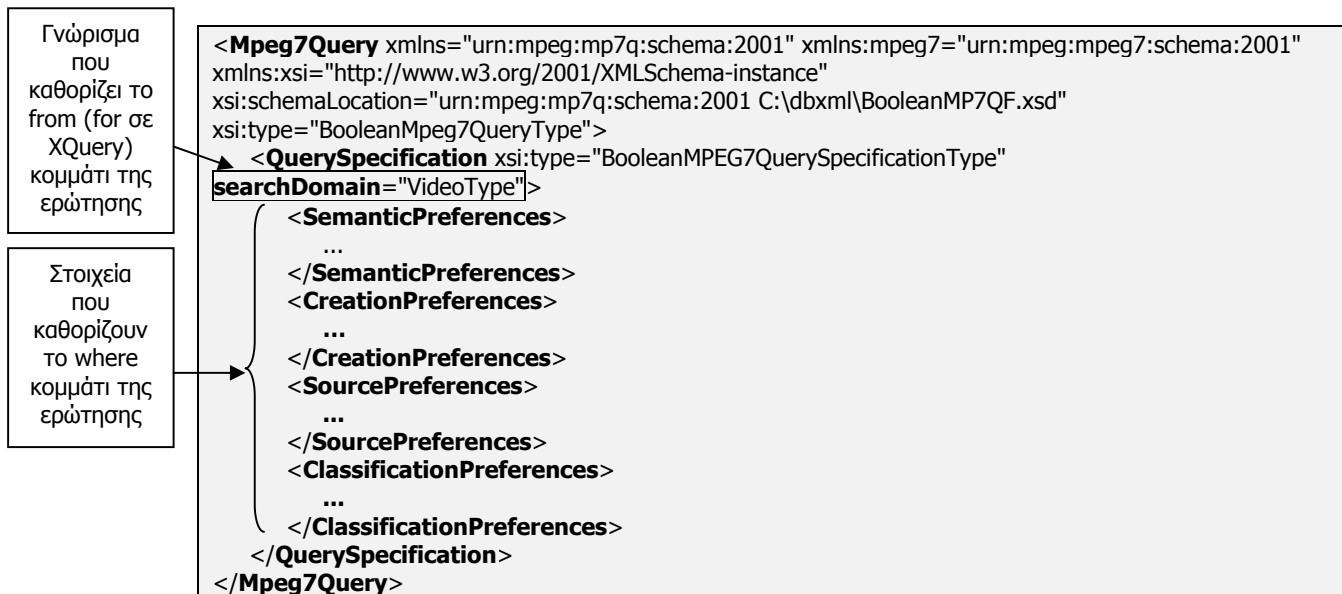 Γνώρισμα
που
καθορίζει το
from (for σε
XQuery)
κομμάτι της
ερώτησης
Στοιχεία
που
καθορίζουν
το where
κομμάτι της
ερώτησης
<Mpeg7Query xmlns="urn:mpeg:mp7q:schema:2001" xmlns:mpeg7="urn:mpeg:mpeg7:schema:2001"
xmlns:xsi="http://www.w3.org/2001/XMLSchema-instance"
xsi:schemaLocation="urn:mpeg:mp7q:schema:2001 C:\dbxml\BooleanMP7QF.xsd"
xsi:type="BooleanMpeg7QueryType">
<QuerySpecification xsi:type="BooleanMPEG7QuerySpecificationType"
searchDomain="VideoType">
<SemanticPreferences>
...
</SemanticPreferences>
<CreationPreferences>
...
</CreationPreferences>
<SourcePreferences>
...
</SourcePreferences>
<ClassificationPreferences>
...
</ClassificationPreferences>
</QuerySpecification>
</Mpeg7Query>